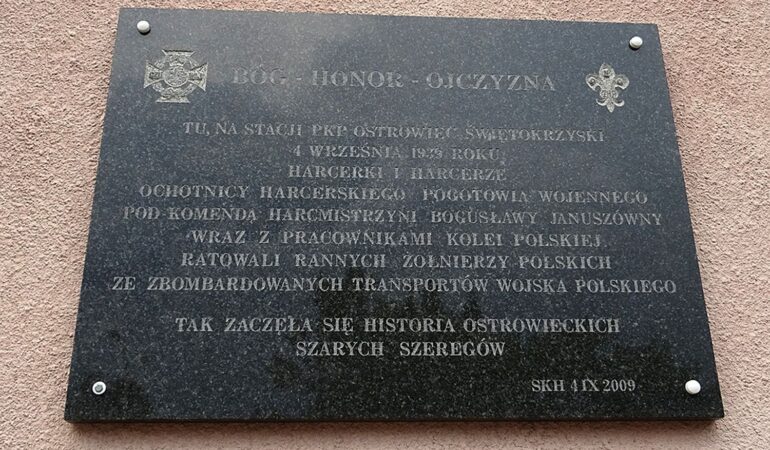 BÓG - HONOR - OJCZYZNA
TU, NA STACJI PKP OSTROWIEC ŚWIĘTOKRZYSKI
4 WRZEŚNIA 1939 ROKU,
HARCERKI I HARCERZE
OCHOTNICY HARCERSKIEGO POGOTOWIA WOJENNEGO
POD KOMENDĄ HARCMISTRZYNI BOGUSŁAWY JANUSZÓWNY
WRAZ Z PRACOWNIKAMI KOLEI POLSKIEJ,
RATOWALI RANNYCH ŻOŁNIERZY POLSKICH
ZE ZBOMBARDOWANYCH TRANSPORTÓW WOJSKA POLSKIEGO
TAK ZACZĘŁA SIĘ HISTORIA OSTROWIECKICH
SZARYCH SZEREGÓW
SKH 4 IX 2009